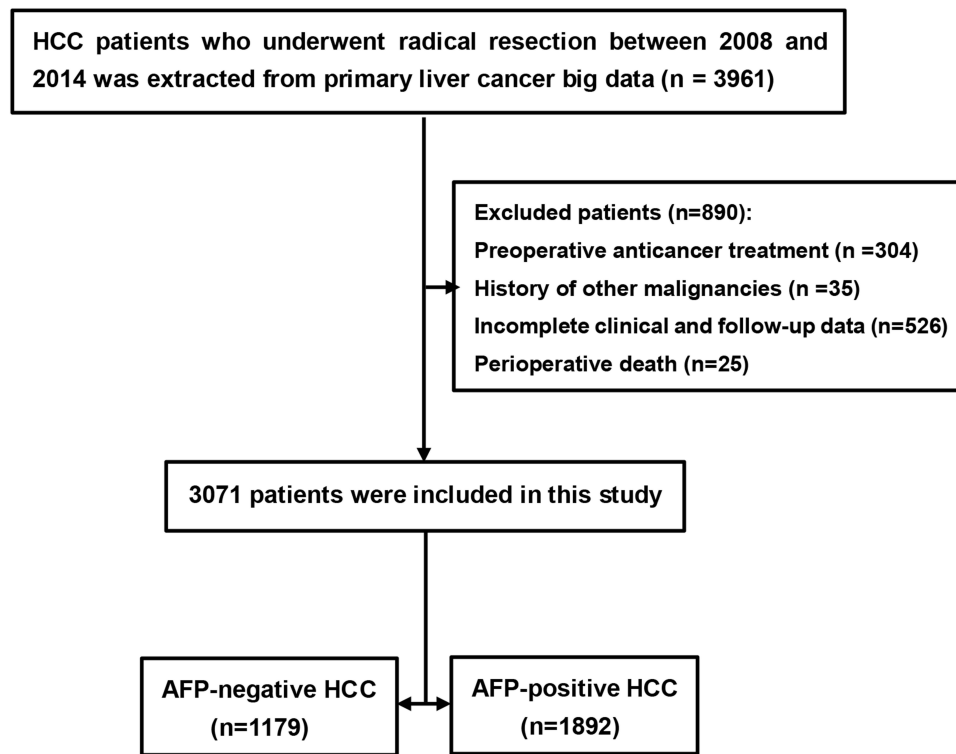 HCC patients who underwent radical resection between 2008 and
2014 was extracted from primary liver cancer big data (n = 3961)
Excluded patients (n=890):
Preoperative anticancer treatment (n =304)
History of other malignancies (n =35)
Incomplete clinical and follow-up data (n=526)
Perioperative death (n=25)
3071 patients were included in this study
AFP-negative HCC
(n=1179)
AFP-positive HCC
(n=1892)